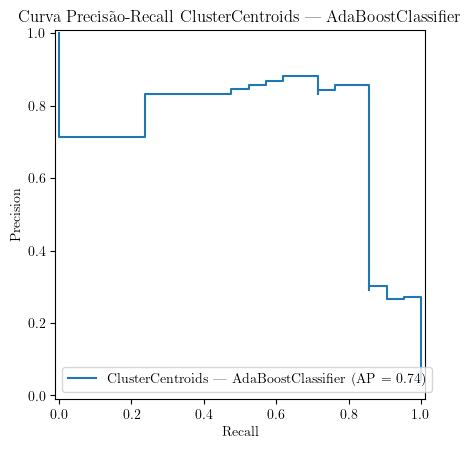 Curva Precisão-Recall ClusterCentroids — AdaBoostClassifier
1.0
0.8
0.6
0.4
0.2
0.0
Precision
ClusterCentroids — AdaBoostClassifier (AP = 0.74)
0.0 0.2 0.4 0.6 0.8 1.0
Recall